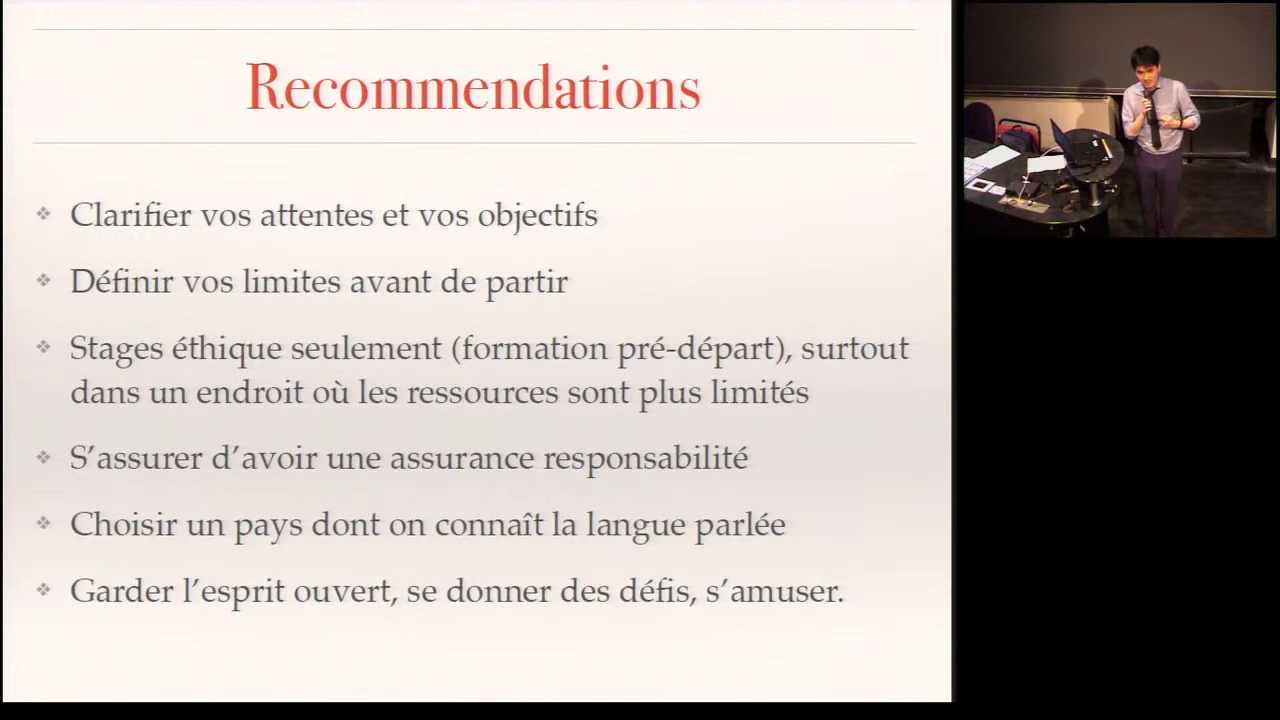 Recommendations
Clarifier vos attentes et vos objectifs
Définir vos limites avant de partir
Stages éthique seulement (formation pré-départ), surtout
dans un endroit où les ressources sont plus limités
S’assurer d’avoir une assurance responsabilité
Choisir un pays dont on connaît la langue parlée
Garder l’esprit ouvert, se donner des défis, s’amuser.